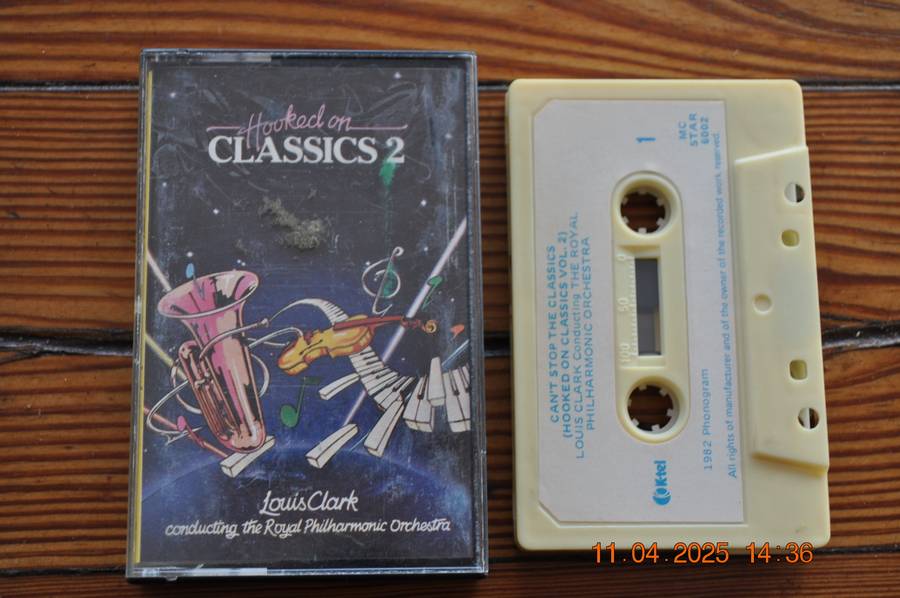 Hooked on
CLASSICS 2
Louis Clark
conducting the Royal Philharmonic Orchestra
1
MC
STAR
6002
CAN'T STOP THE CLASSICS
(HOOKED ON CLASSICS VOL. 2)
LOUIS CLARK Conducting THE ROYAL
PHILHARMONIC ORCHESTRA
100 50 0
K-tel
1982 Phonogram
All rights of manufacturer and of the owner of the recorded work reserved.
11.04.2025 14:36